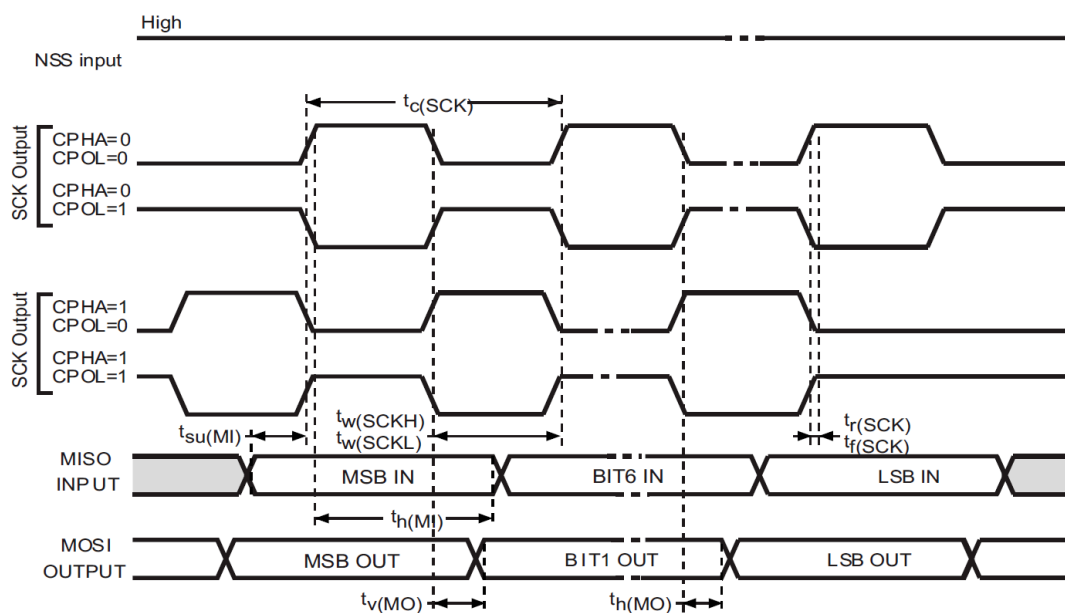 High
NSS input
tc(SCK)
SCK Output
CPHA=0
CPOL=0
CPHA=0
CPOL=1
SCK Output
CPHA=1
CPOL=0
CPHA=1
CPOL=1
tsu(MI)
tw(SCKH)
tw(SCKL)
tr(SCK)
tf(SCK)
MISO
INPUT
MSB IN
BIT6 IN
LSB IN
th(MI)
MOSI
OUTPUT
MSB OUT
BIT1 OUT
LSB OUT
tv(MO)
th(MO)